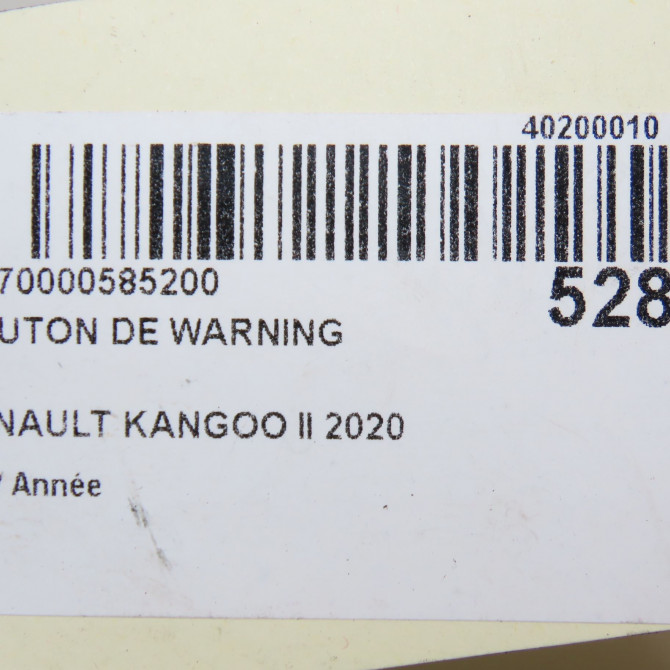 40200010
70000585200
528
UTON DE WARNING
NAULT KANGOO II 2020
Année